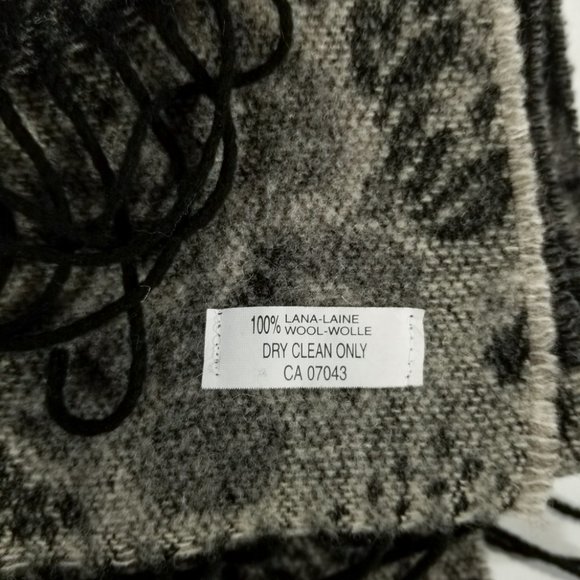 100% LANA-LAINE
WOOL-WOLLE
DRY CLEAN ONLY
CA 07043